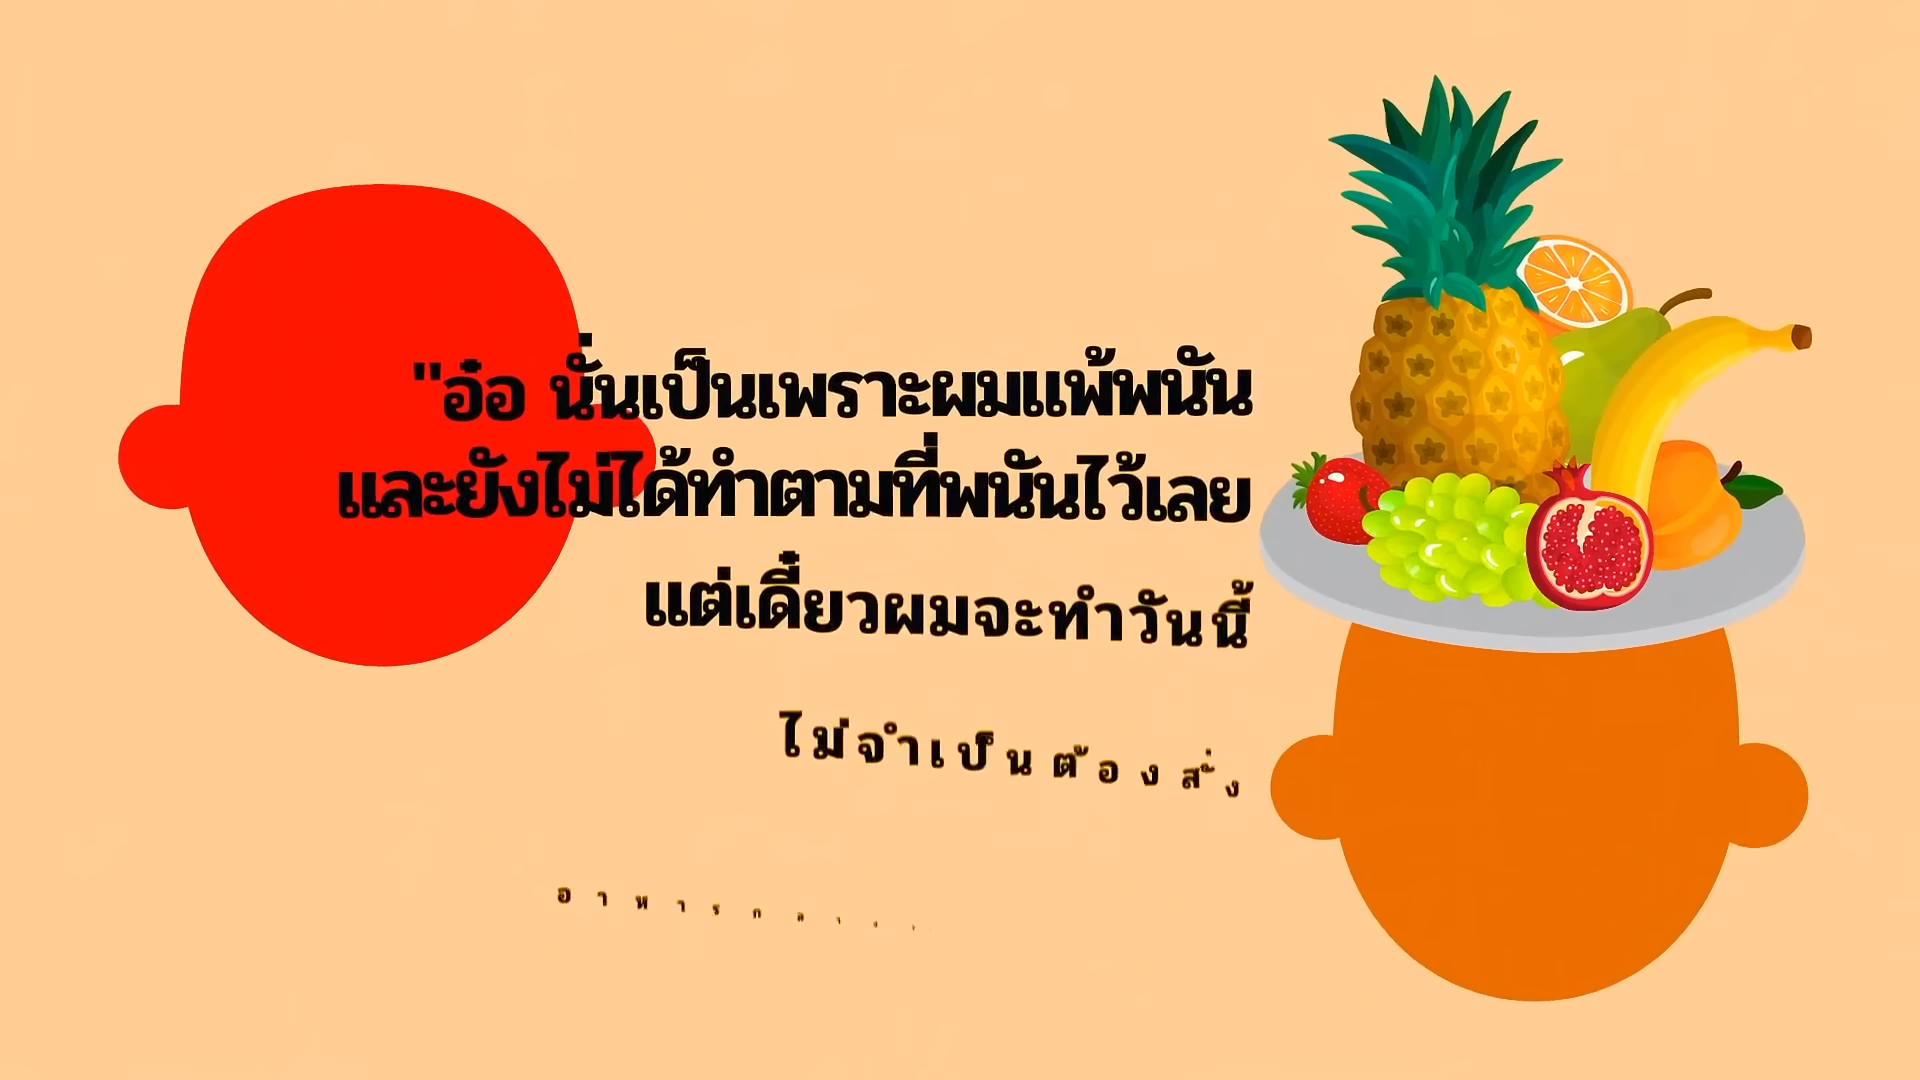 "อ๋อ นั่นเป็นเพราะผมแพ้พนัน
และยังไม่ได้ทำตามที่พนันไว้เลย
แต่เดี๋ยวผมจะทำวันนี้
ไม่จำเป็นต้องสั่ง
อาหารกลา